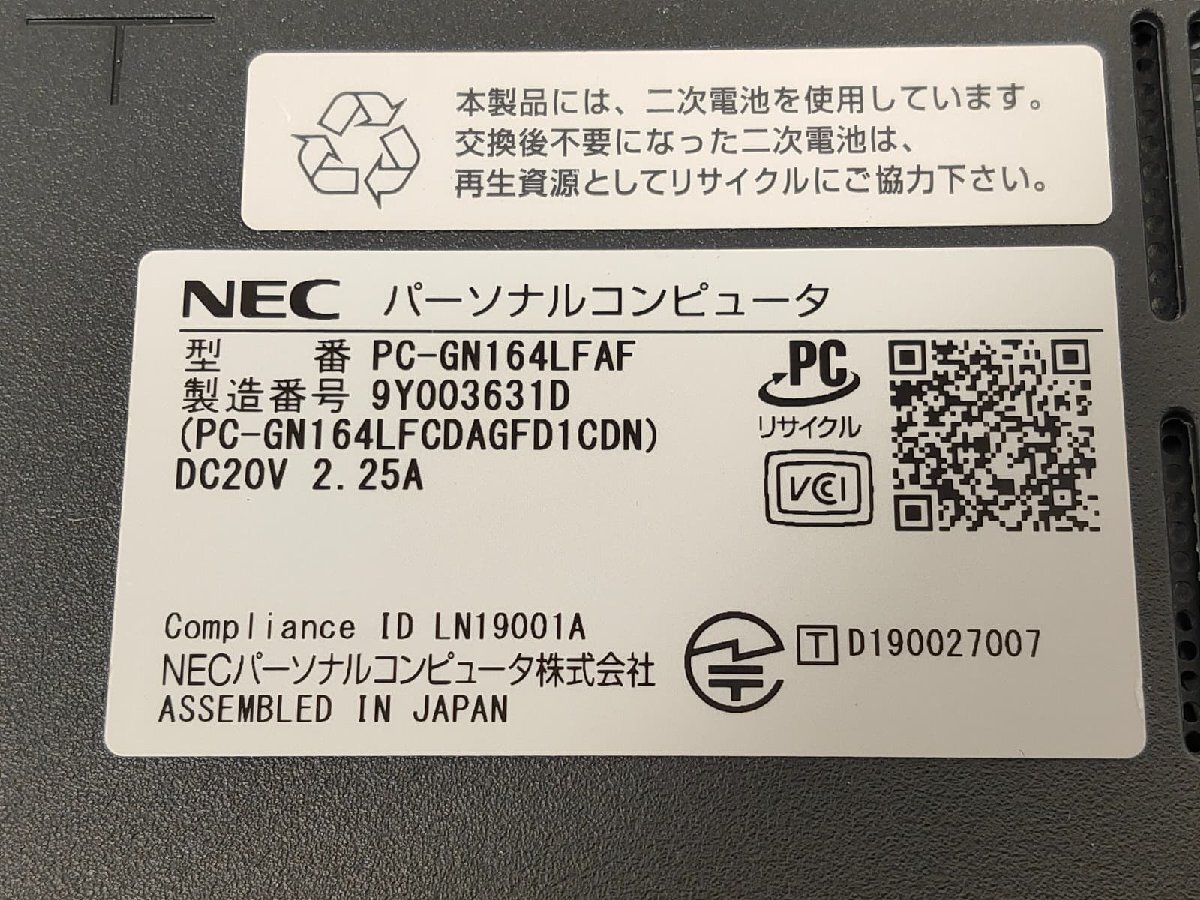 本製品には、二次電池を使用しています。
交換後不要になった二次電池は、
再生資源としてリサイクルにご協力下さい。
NEC パーソナルコンピュータ
型 番 PC-GN164LFAF
製造番号 9Y003631D
(PC-GN164LFCDAGFD1CDN)
DC20V 2.25A
PC
リサイクル
VCI
Compliance ID LN19001A
NECパーソナルコンピュータ株式会社
ASSEMBLED IN JAPAN
T D190027007